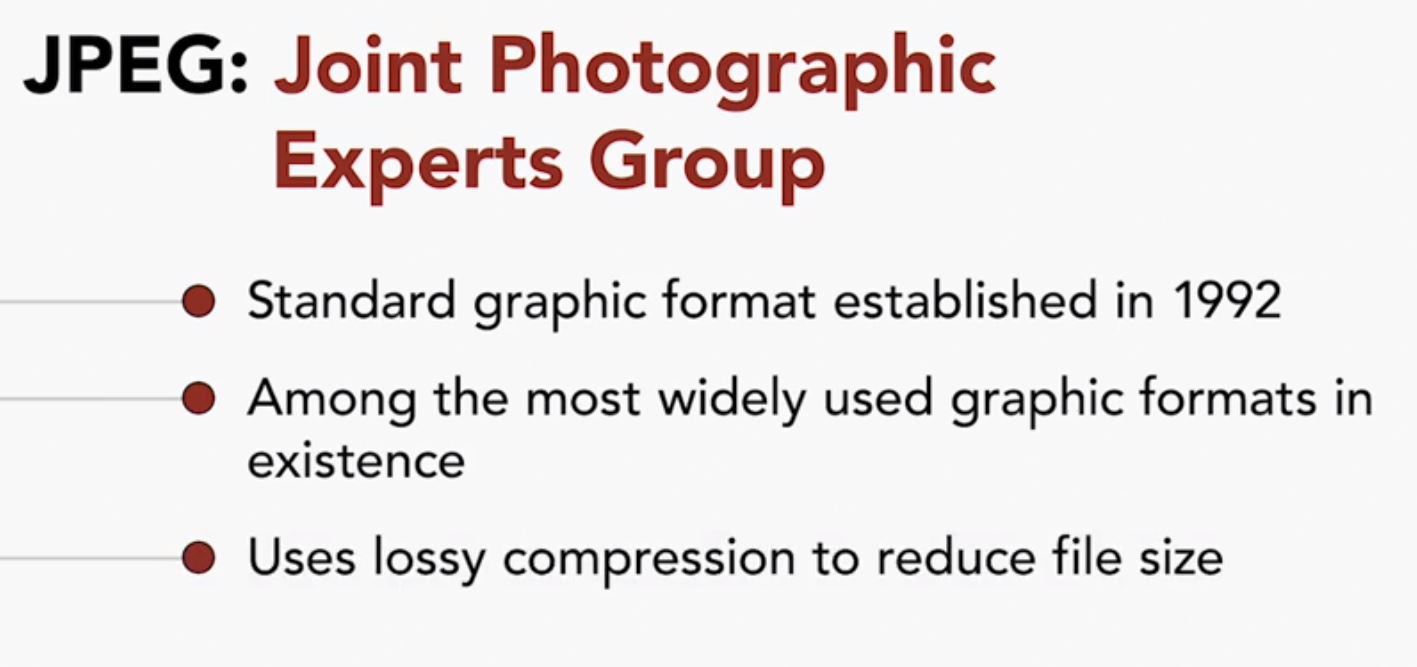 JPEG: Joint Photographic
Experts Group
Standard graphic format established in 1992
Among the most widely used graphic formats in
existence
Uses lossy compression to reduce file size